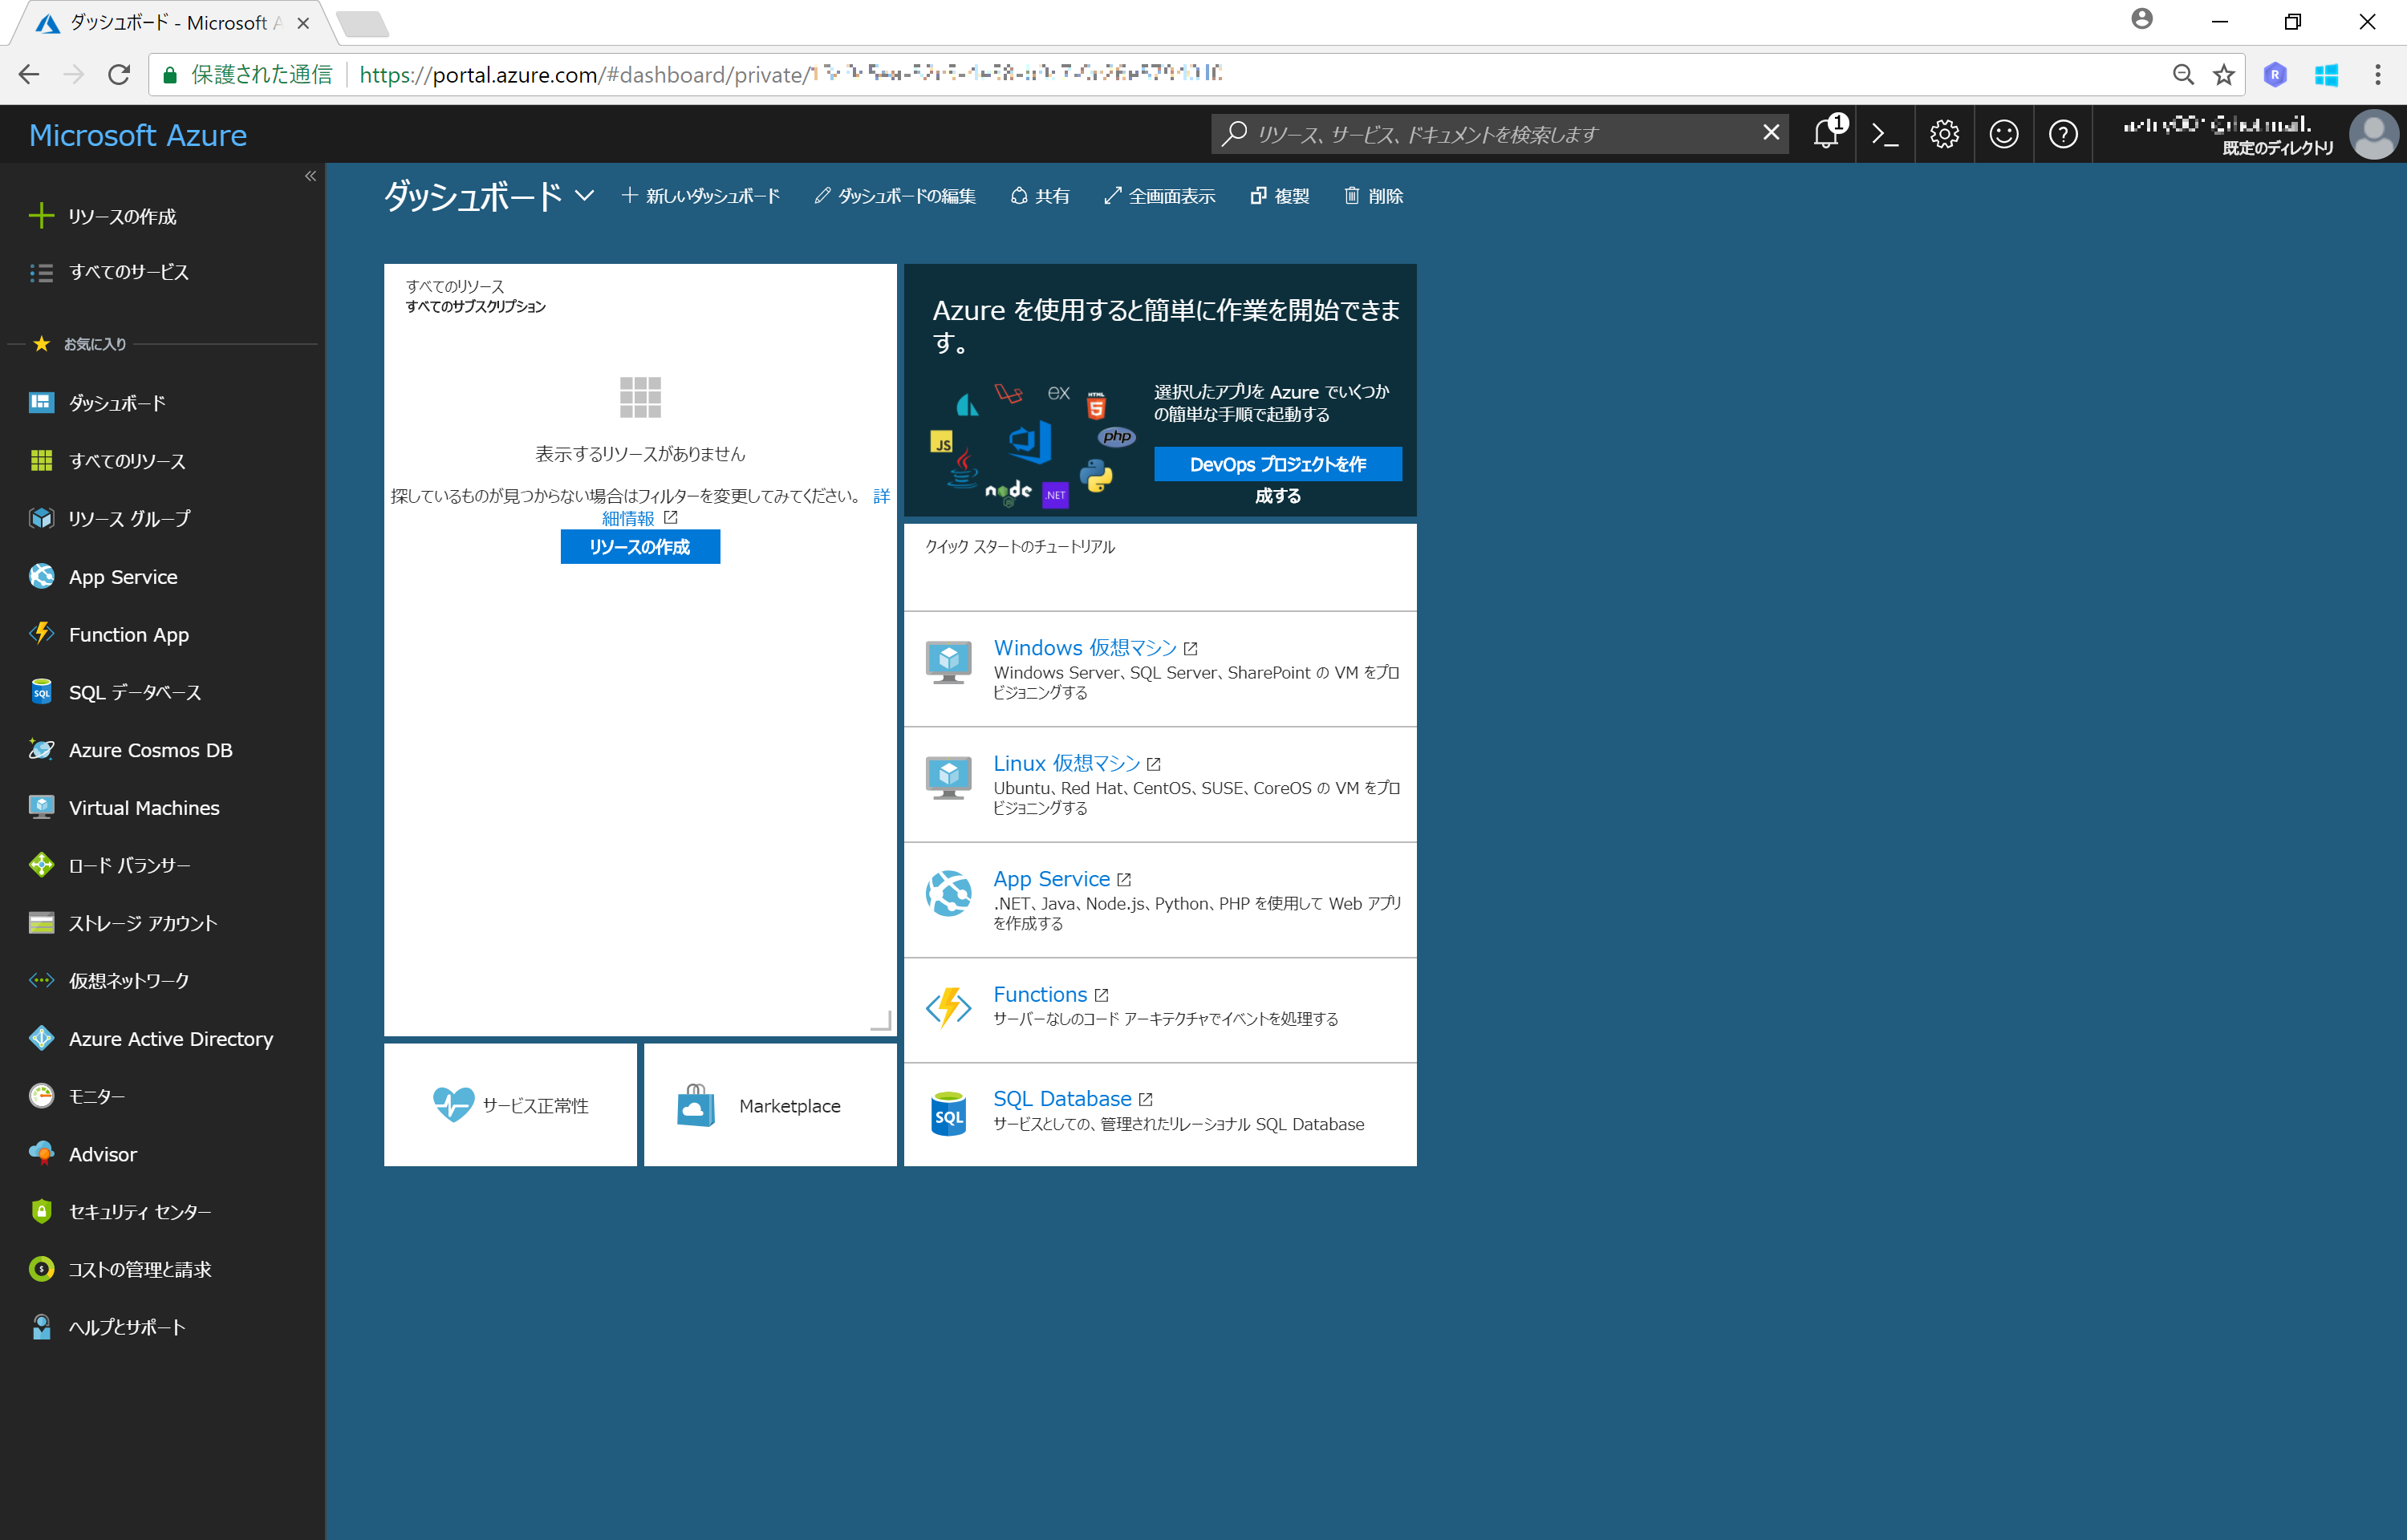 ダッシュボード - Microsoft A
保護された通信
https://portal.azure.com/#dashboard/private/
Microsoft Azure
リソース、サービス、ドキュメントを検索します
1
既定のディレクトリ
リソースの作成
すべてのサービス
お気に入り
ダッシュボード
すべてのリソース
リソース グループ
App Service
Function App
SQL データベース
Azure Cosmos DB
Virtual Machines
ロード バランサー
ストレージ アカウント
仮想ネットワーク
Azure Active Directory
モニター
Advisor
セキュリティ センター
コストの管理と請求
ヘルプとサポート
ダッシュボード
新しいダッシュボード
ダッシュボードの編集
共有
全画面表示
複製
削除
すべてのリソース
すべてのサブスクリプション
表示するリソースがありません
探しているものが見つからない場合はフィルターを変更してみてください。 詳
細情報
リソースの作成
サービス正常性
Marketplace
Azure を使用すると簡単に作業を開始できま
す。
ex
HTML
5
JS
php
node
.NET
選択したアプリを Azure でいくつか
の簡単な手順で起動する
DevOps プロジェクトを作
成する
クイック スタートのチュートリアル
Windows 仮想マシン
Windows Server、SQL Server、SharePoint の VM をプロ
ビジョニングする
Linux 仮想マシン
Ubuntu、Red Hat、CentOS、SUSE、CoreOS の VM をプロ
ビジョニングする
App Service
.NET、Java、Node.js、Python、PHP を使用して Web アプリ
を作成する
Functions
サーバーなしのコード アーキテクチャでイベントを処理する
SQL
SQL Database
サービスとしての、管理されたリレーショナル SQL Database